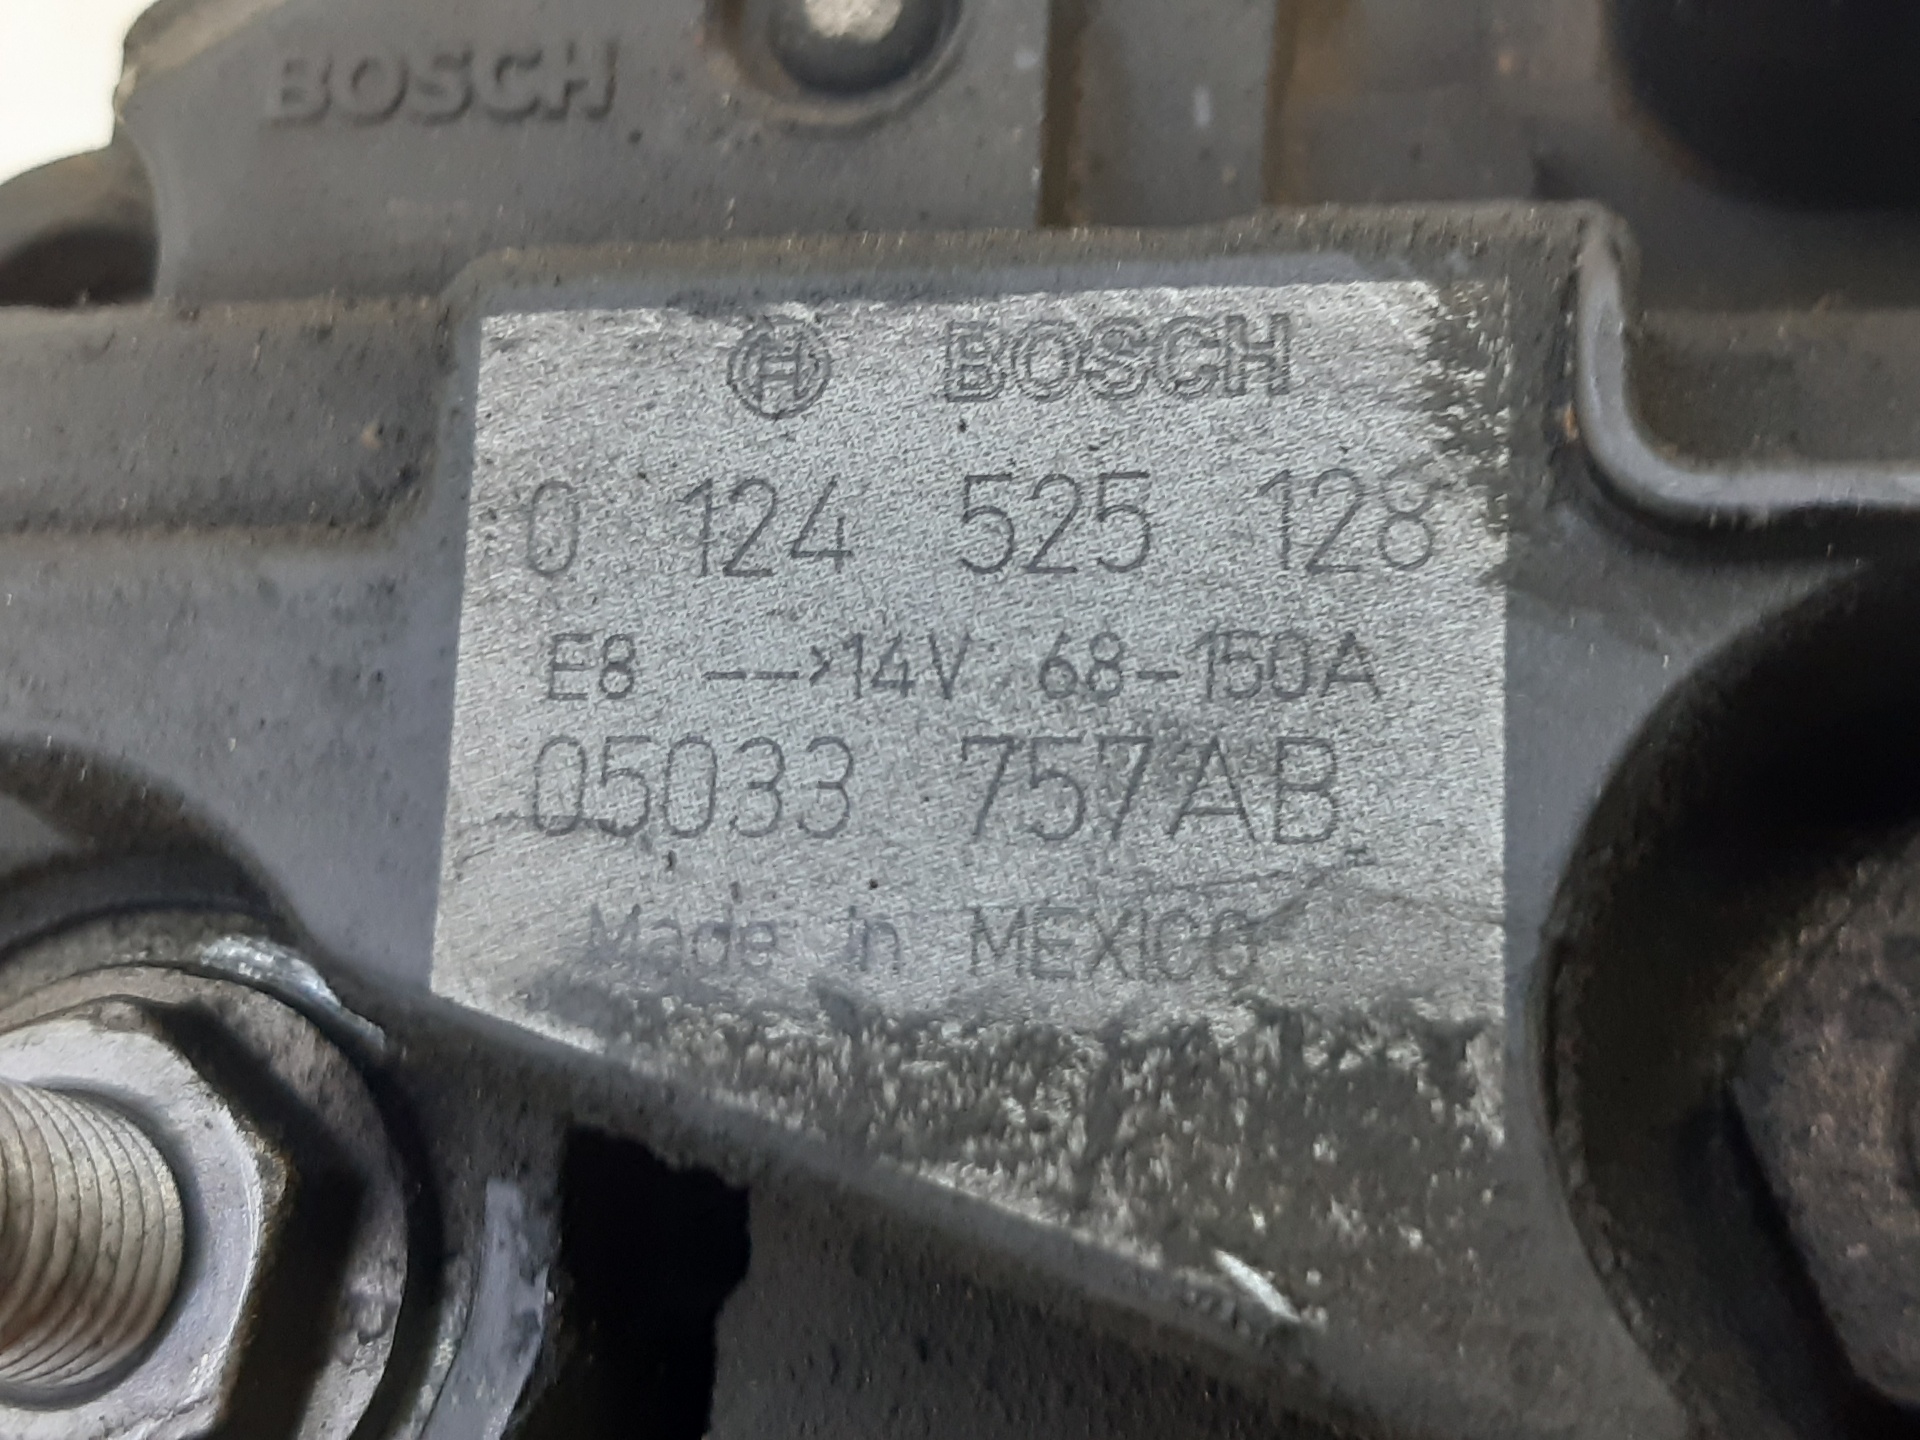 BOSCH
H BOSCH
0 124 525 128
E8 -->14V 68-150A
05033 757AB
Made in MEXICO